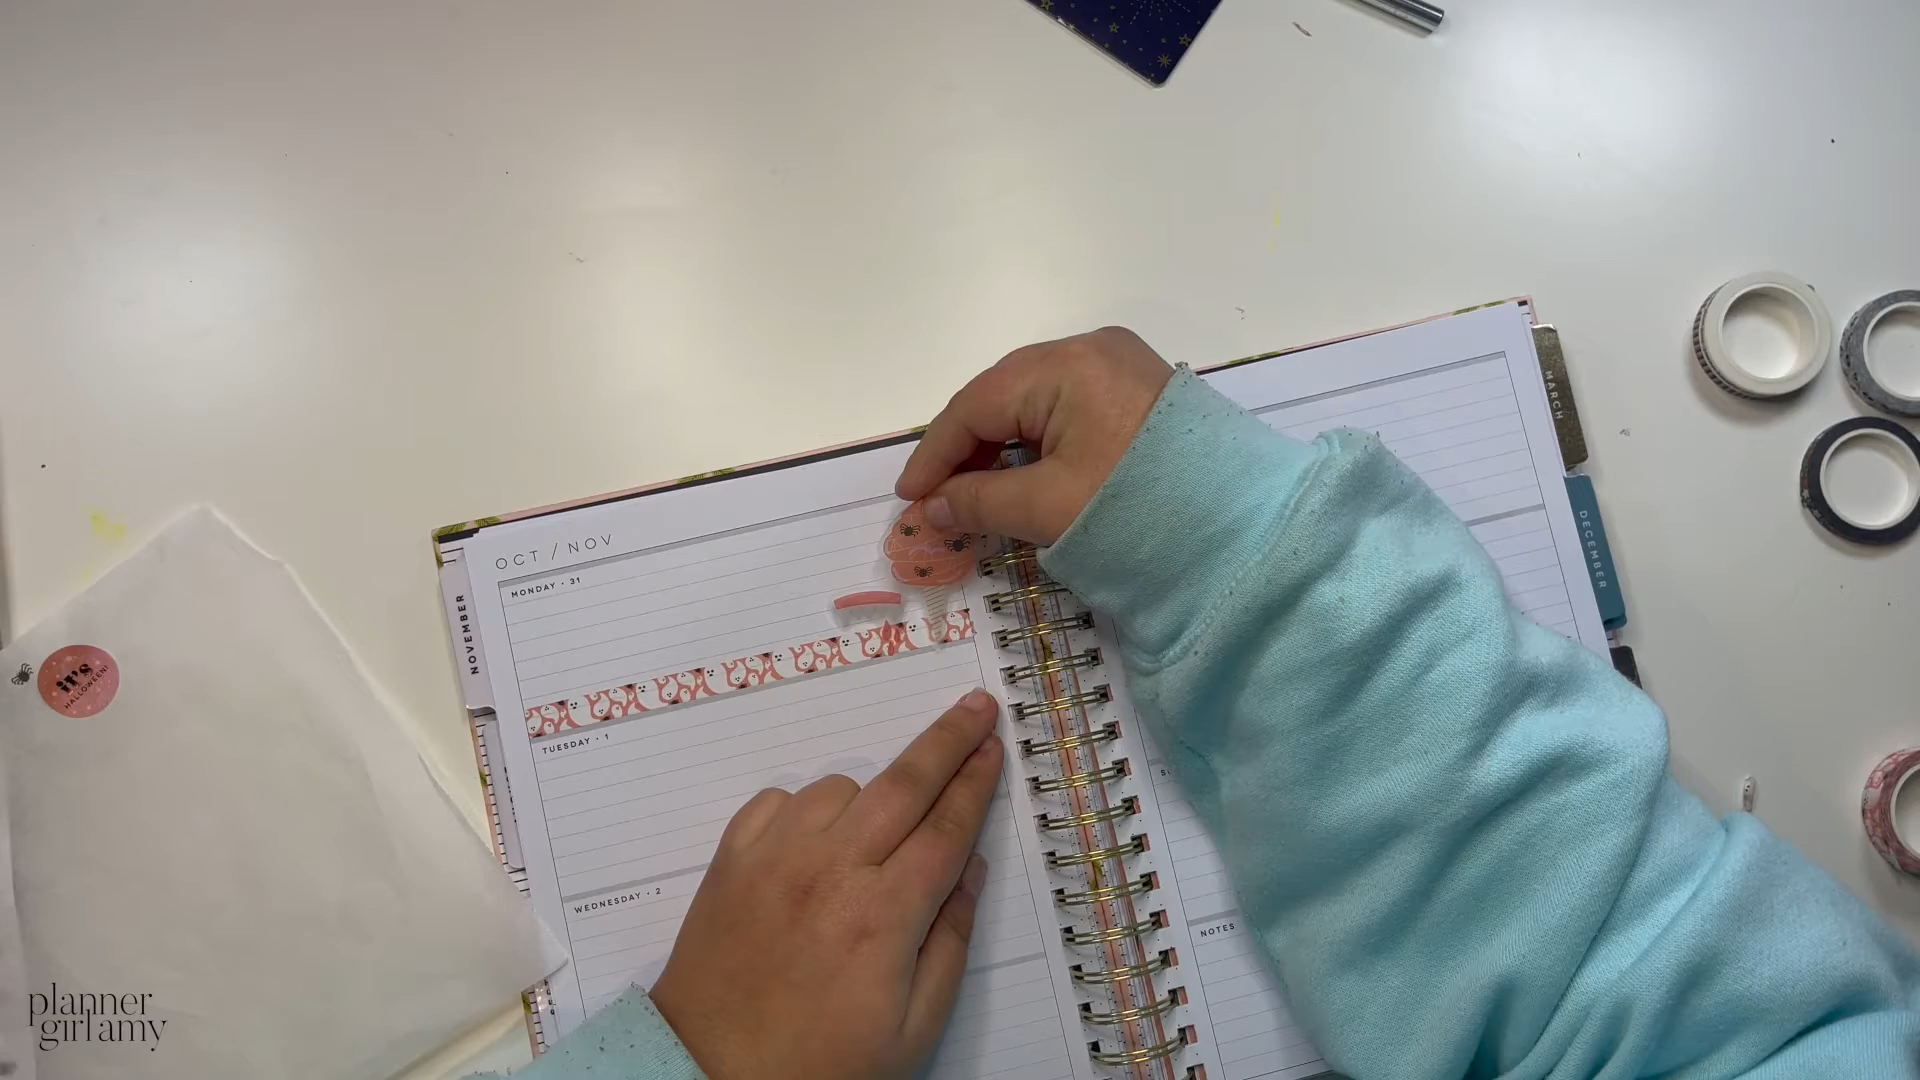 OCT / NOV
MONDAY • 31
TUESDAY • 1
WEDNESDAY • 2
NOTES
NOVEMBER
MARCH
DECEMBER
it's
HALLOWEEN!
planner
girl amy